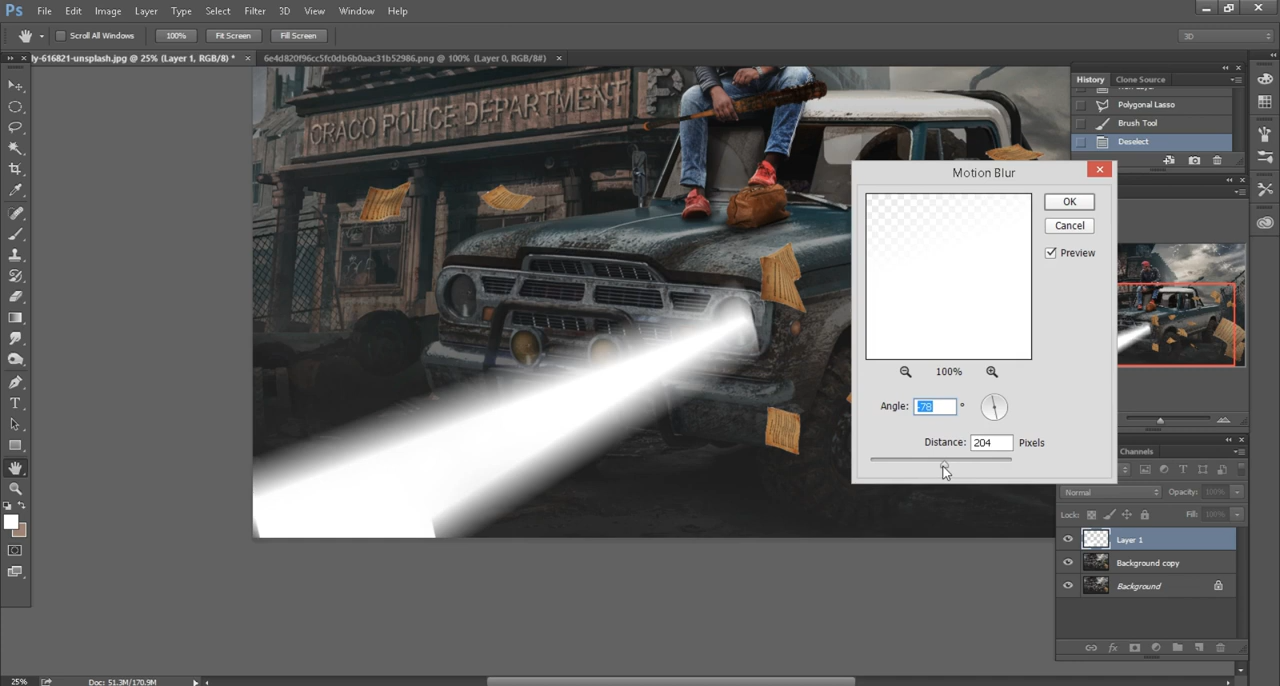 Ps File Edit Image Layer Type Select Filter 3D View Window Help
Scroll All Windows 100% Fit Screen Fill Screen 3D
ly-616821-unsplash.jpg @ 25% (Layer 1, RGB/8) * × 6e4d820f96cc5fc0db6b0aac31b52986.png @ 100% (Layer 0, RGB/8#) ×
History Clone Source
Polygonal Lasso
Brush Tool
Deselect
CRACO POLICE DEPARTMENT
Motion Blur
OK
Cancel
Preview
100%
Angle: -78 °
Distance: 204 Pixels
Channels
Normal Opacity: 100%
Lock: Fill: 100%
Layer 1
Background copy
Background
25% Doc: 51.3M/170.9M